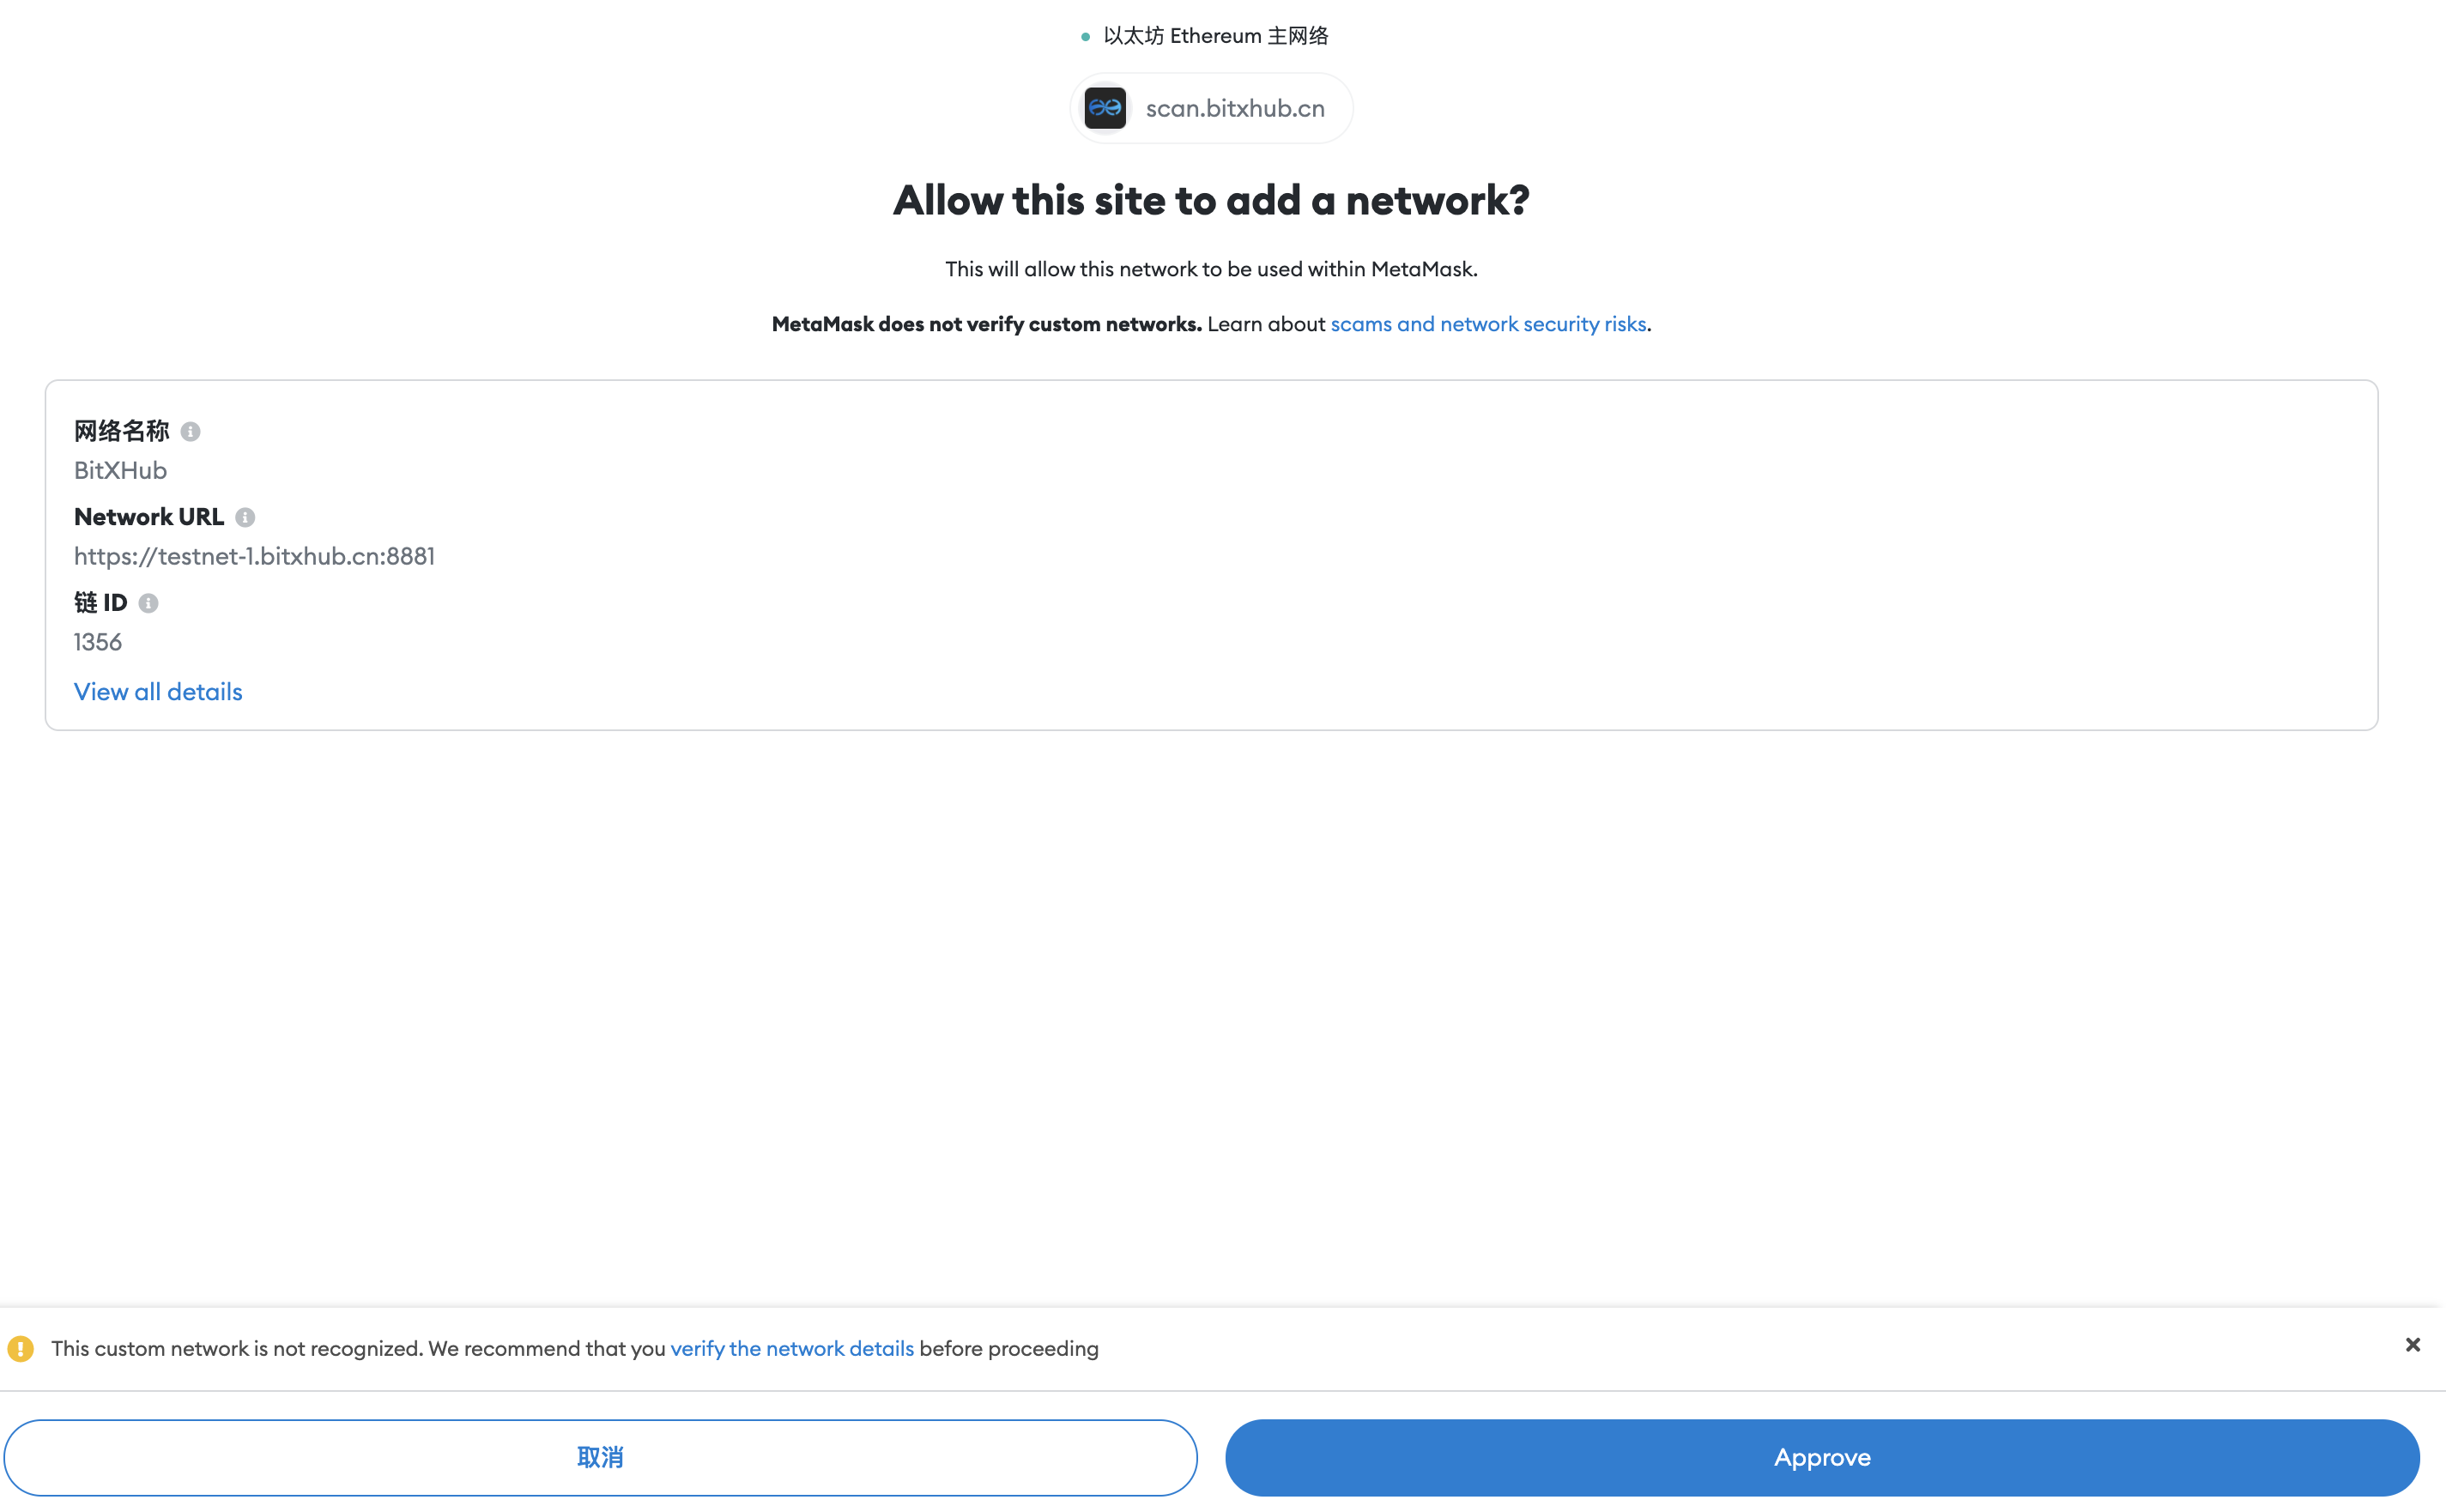 以太坊 Ethereum 主网络
scan.bitxhub.cn
Allow this site to add a network?
This will allow this network to be used within MetaMask.
MetaMask does not verify custom networks. Learn about scams and network security risks.
网络名称
BitXHub
Network URL
https://testnet-1.bitxhub.cn:8881
链 ID
1356
View all details
This custom network is not recognized. We recommend that you verify the network details before proceeding
取消
Approve